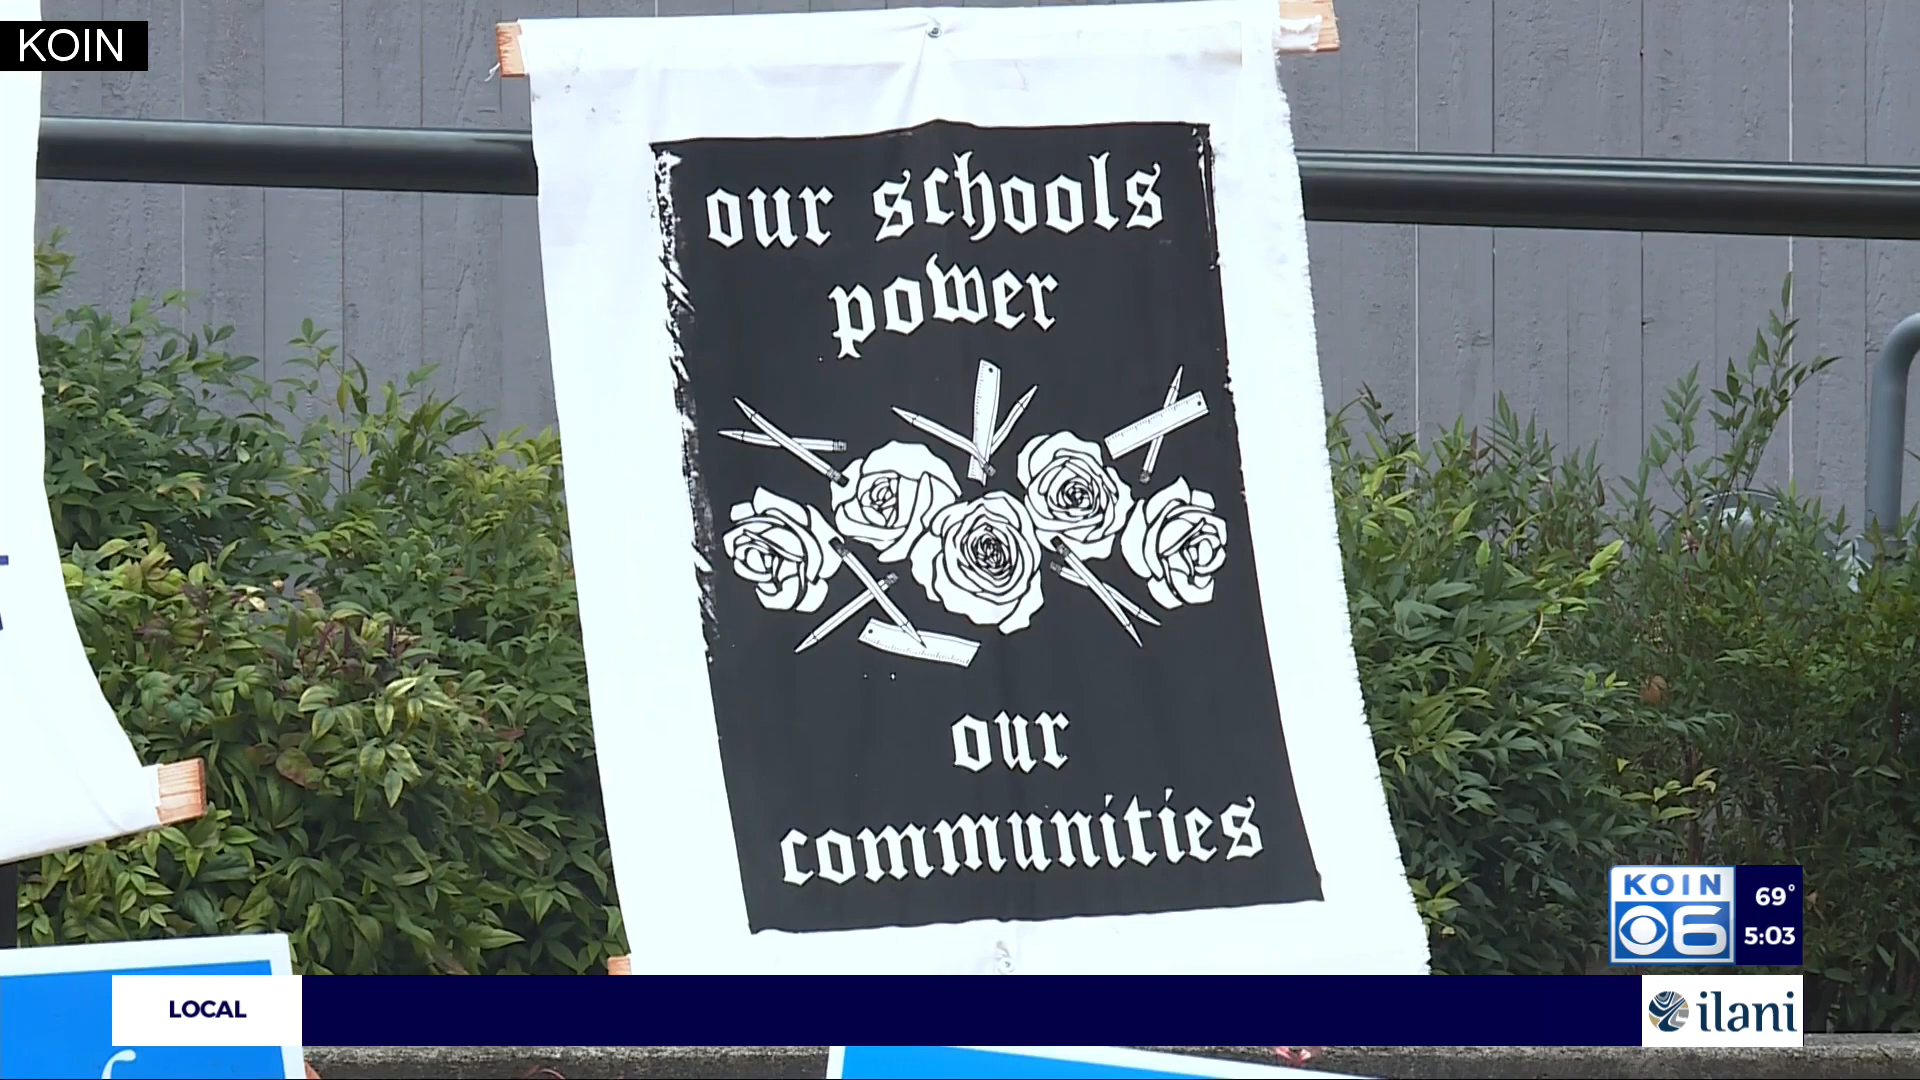 KOIN
our schools
power
our
communities
KOIN
6
69°
5:03
LOCAL
ilani